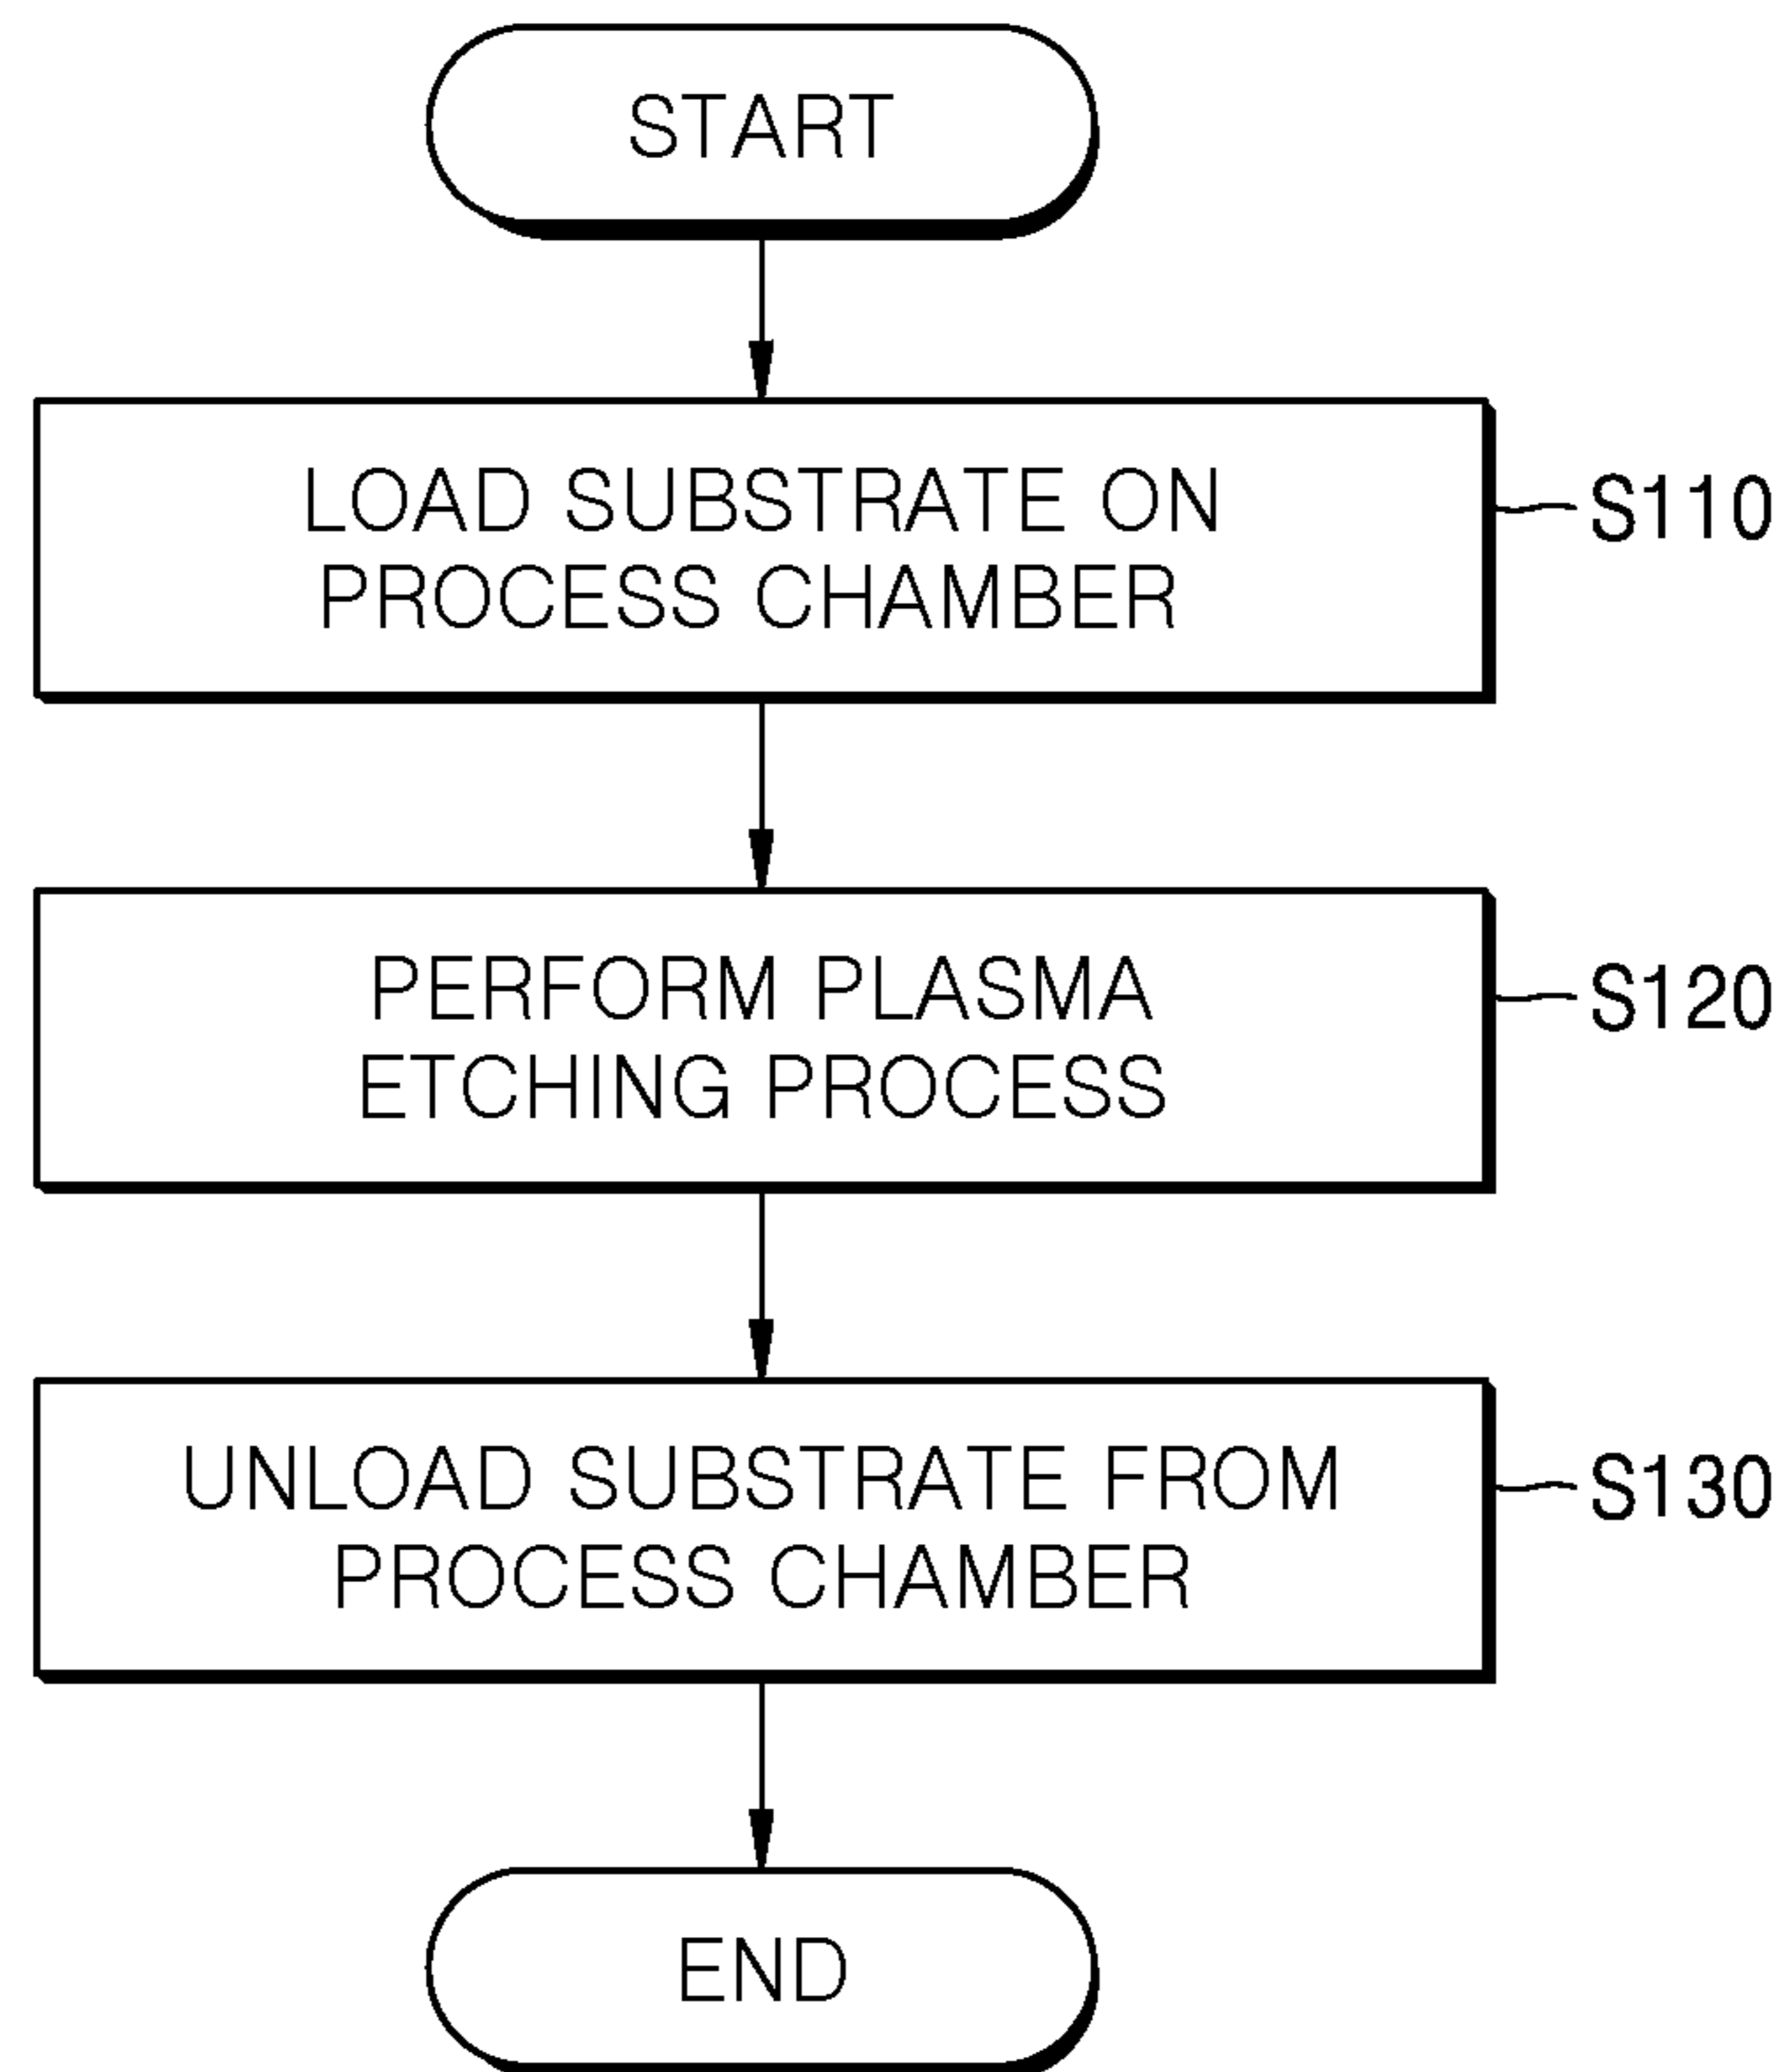 START
LOAD SUBSTRATE ON
PROCESS CHAMBER
S110
PERFORM PLASMA
ETCHING PROCESS
S120
UNLOAD SUBSTRATE FROM
PROCESS CHAMBER
S130
END